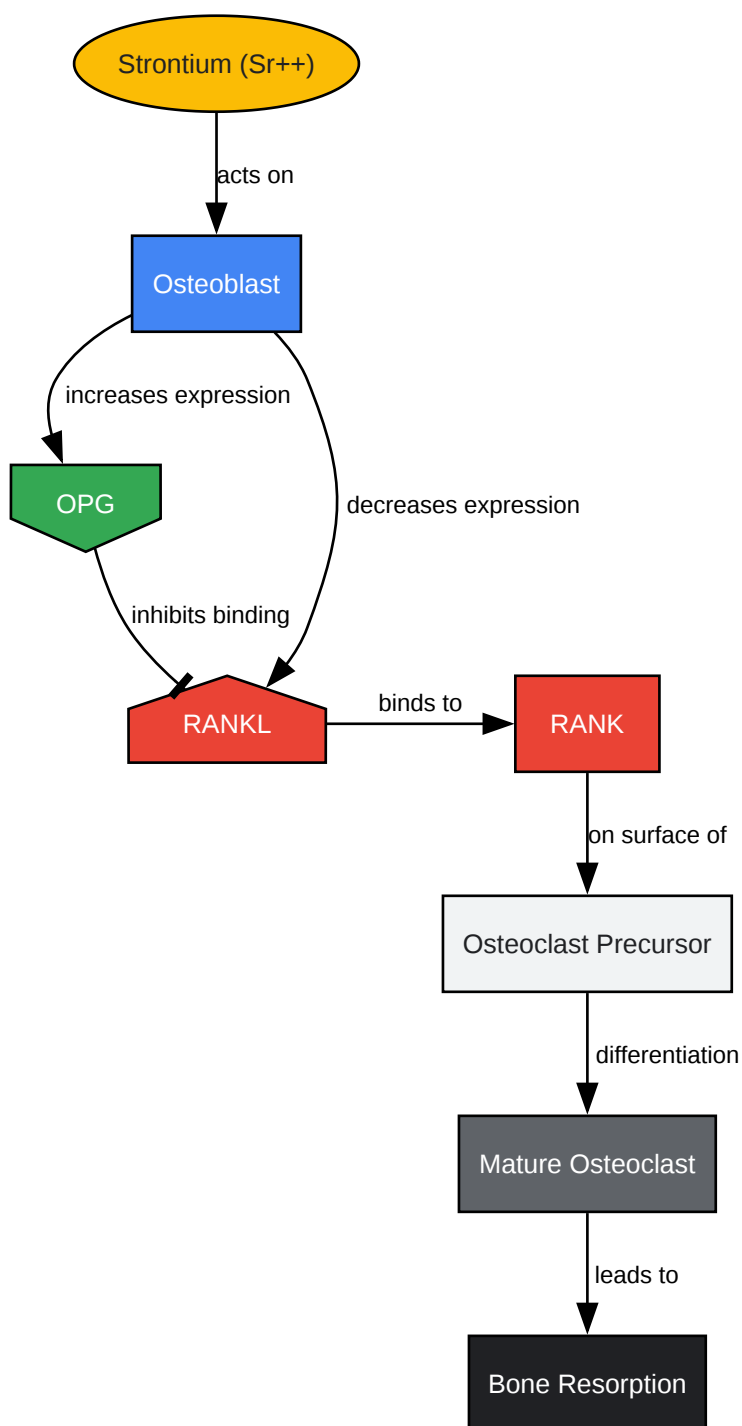 Strontium (Sr++)
acts on
Osteoblast
increases expression
OPG
decreases expression
inhibits binding
RANKL
binds to
RANK
on surface of
Osteoclast Precursor
differentiation
Mature Osteoclast
leads to
Bone Resorption